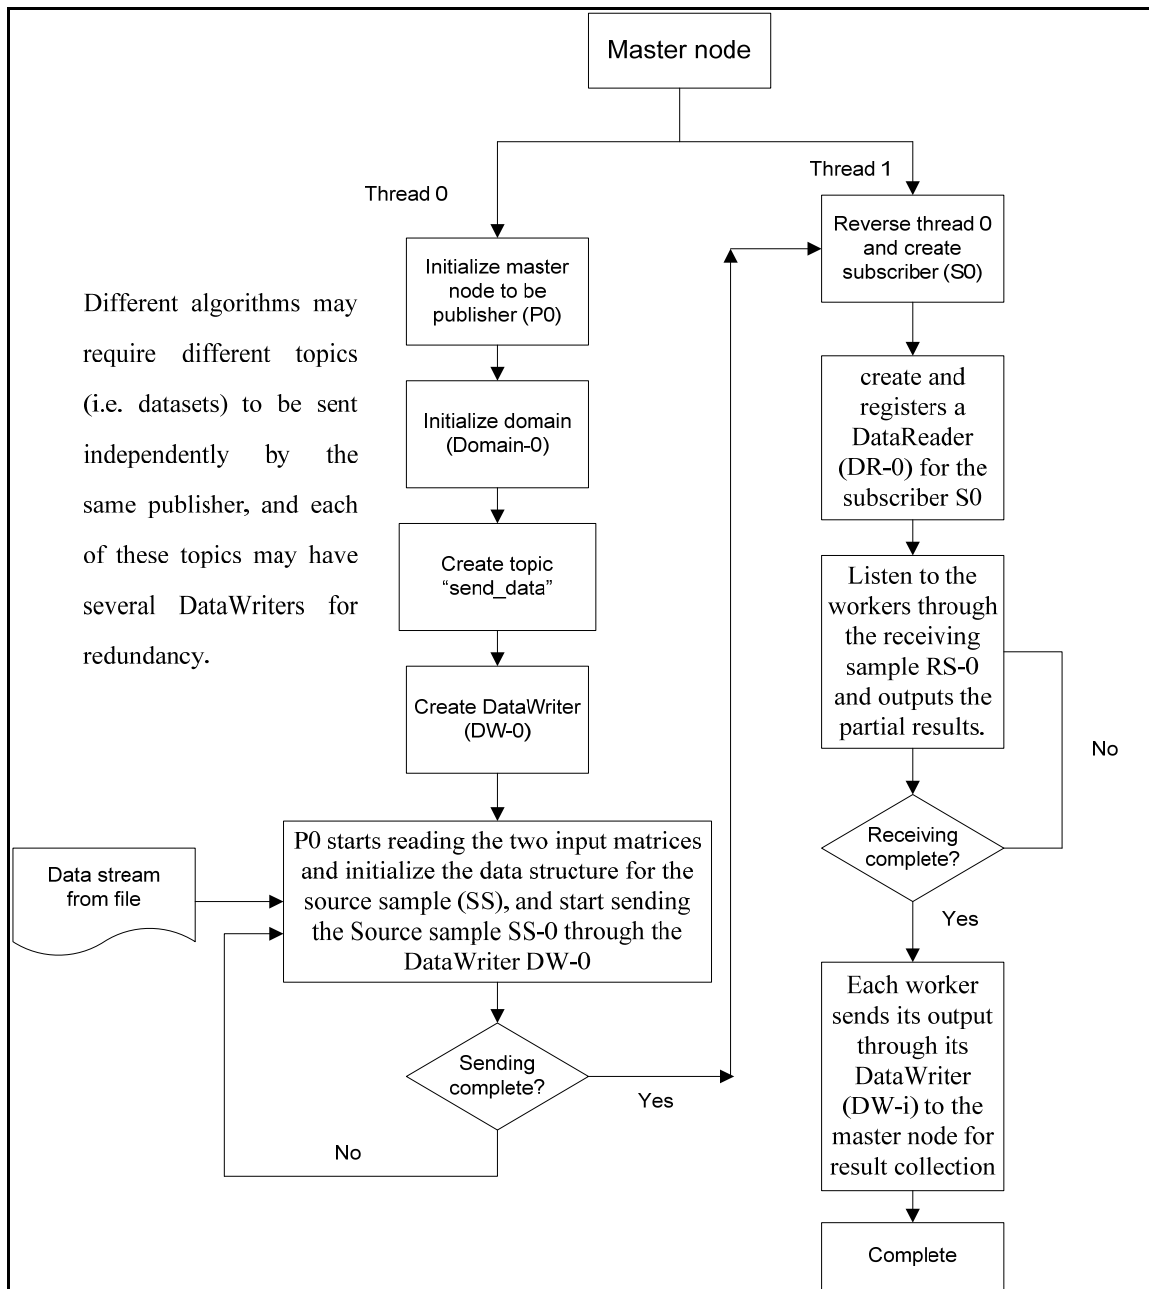 Master node
Thread 0
Thread 1
Initialize master
node to be
publisher (P0)
Reverse thread 0
and create
subscriber (S0)
Different algorithms may
require different topics
(i.e. datasets) to be sent
independently by the
same publisher, and each
of these topics may have
several DataWriters for
redundancy.
Initialize domain
(Domain-0)
create and
registers a
DataReader
(DR-0) for the
subscriber S0
Create topic
“send_data”
Listen to the
workers through
the receiving
sample RS-0
and outputs the
partial results.
Create DataWriter
(DW-0)
No
P0 starts reading the two input matrices
and initialize the data structure for the
source sample (SS), and start sending
the Source sample SS-0 through the
DataWriter DW-0
Receiving
complete?
Data stream
from file
Yes
Each worker
sends its output
through its
DataWriter
(DW-i) to the
master node for
result collection
Sending
complete?
Yes
No
Complete